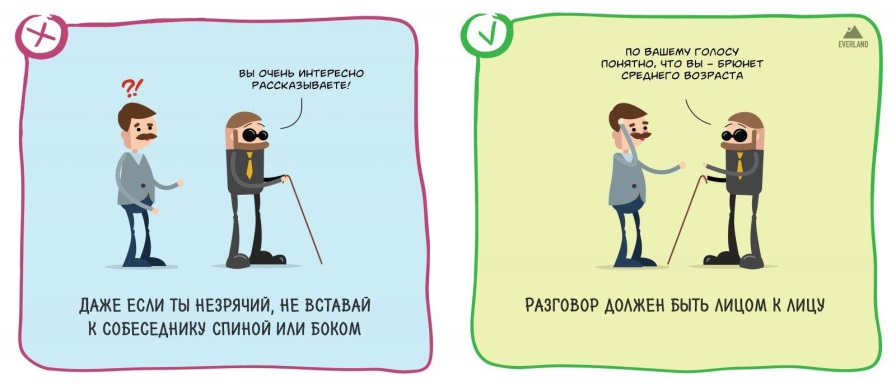 ?!
ВЫ ОЧЕНЬ ИНТЕРЕСНО
РАССКАЗЫВАЕТЕ!
ДАЖЕ ЕСЛИ ТЫ НЕЗРЯЧИЙ, НЕ ВСТАВАЙ
К СОБЕСЕДНИКУ СПИНОЙ ИЛИ БОКОМ
EVERLAND
ПО ВАШЕМУ ГОЛОСУ
ПОНЯТНО, ЧТО ВЫ – БРЮНЕТ
СРЕДНЕГО ВОЗРАСТА
РАЗГОВОР ДОЛЖЕН БЫТЬ ЛИЦОМ К ЛИЦУ